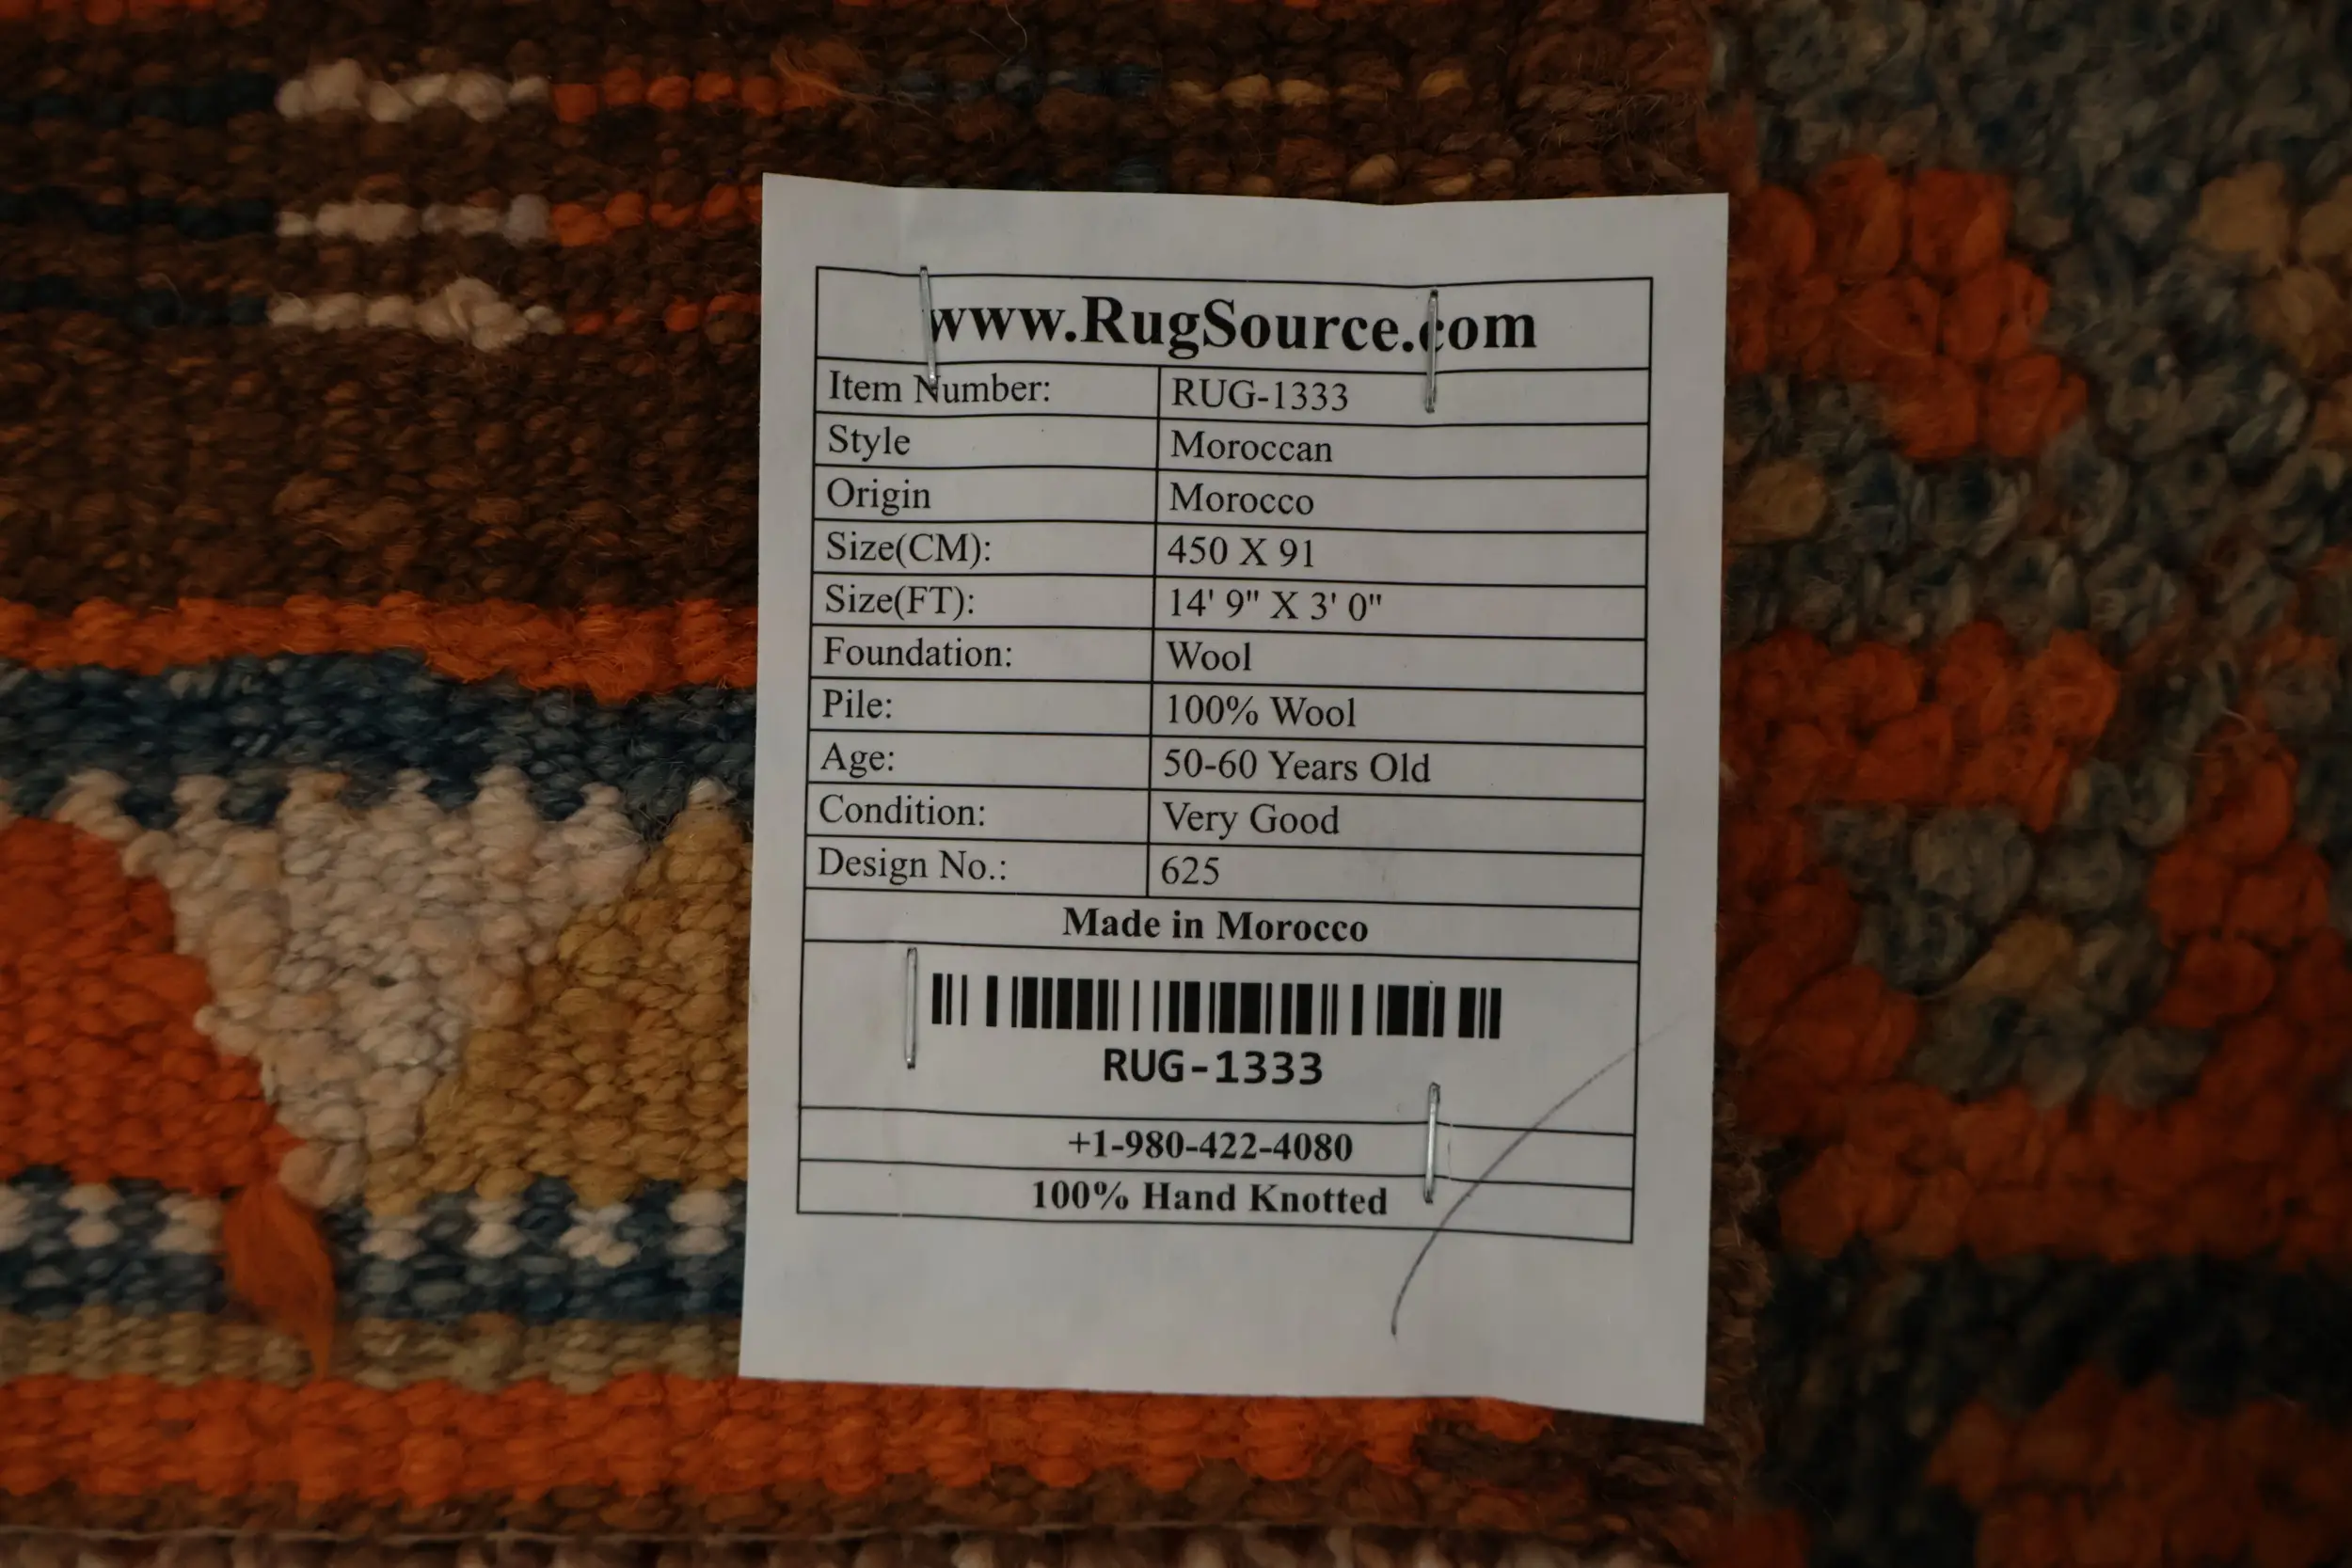 www.RugSource.com
Item Number: RUG-1333
Style Moroccan
Origin Morocco
Size(CM): 450 X 91
Size(FT): 14' 9" X 3' 0"
Foundation: Wool
Pile: 100% Wool
Age: 50-60 Years Old
Condition: Very Good
Design No.: 625
Made in Morocco
RUG-1333
+1-980-422-4080
100% Hand Knotted